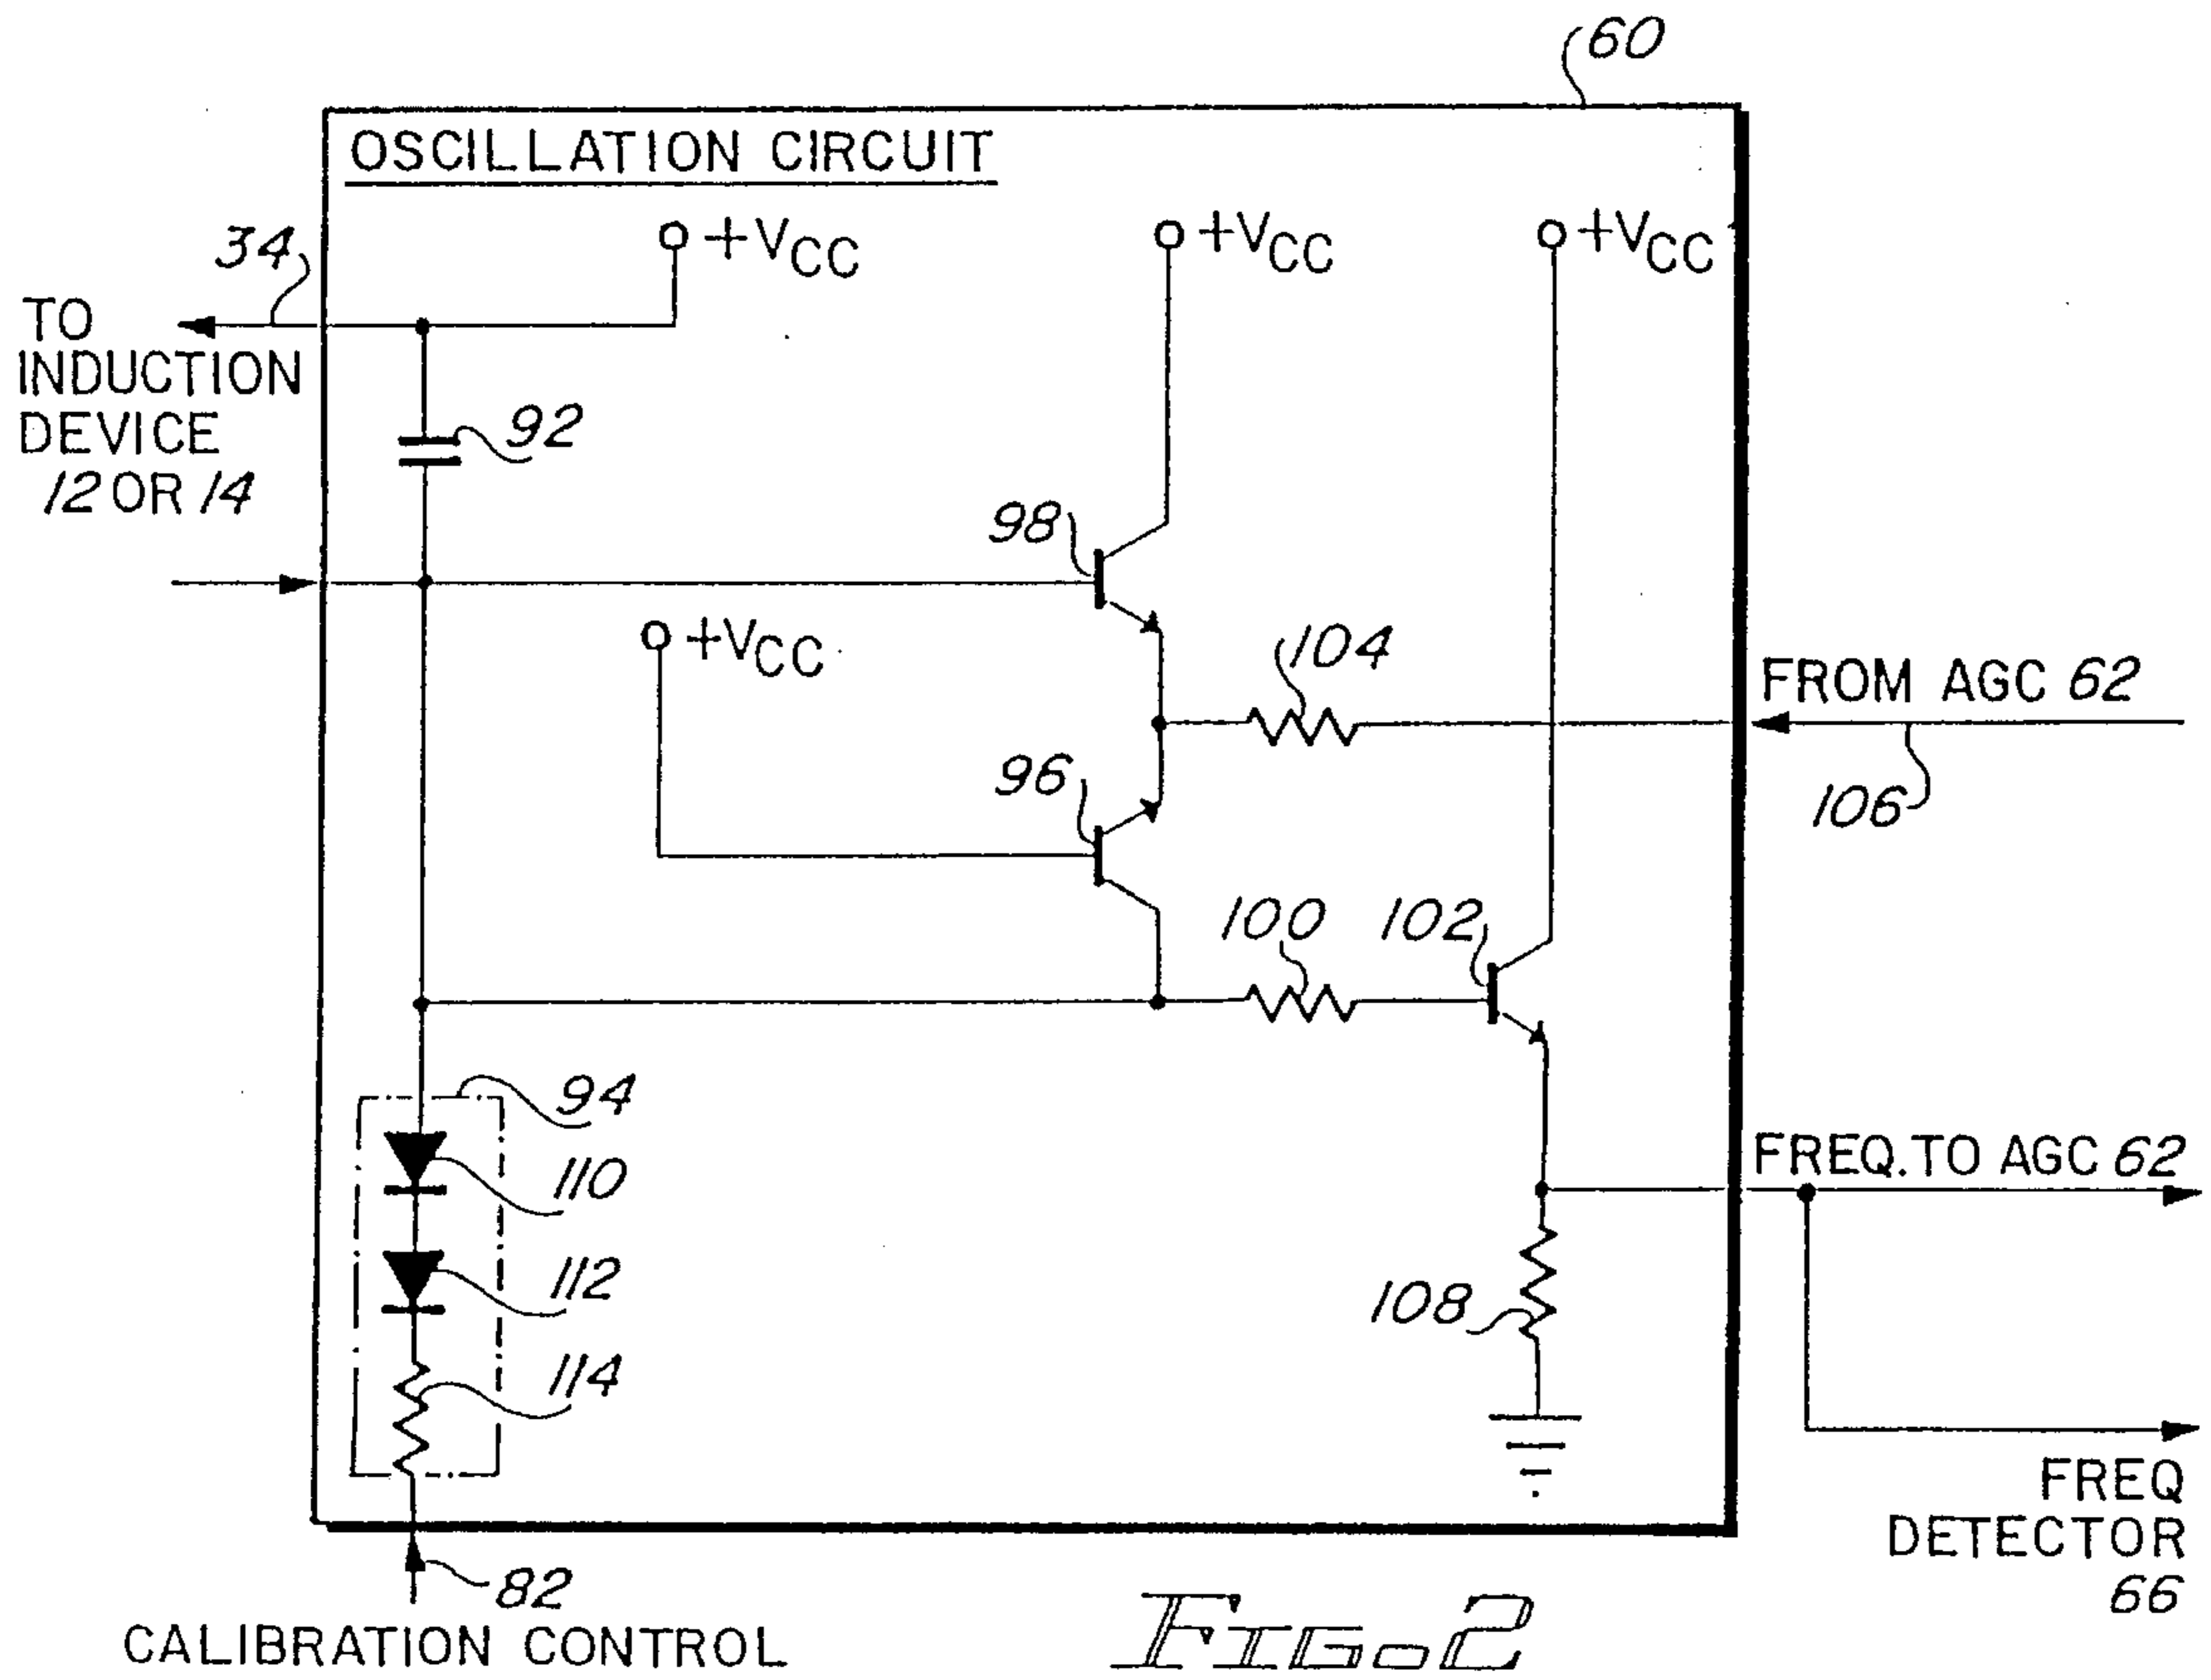 60
OSCILLATION CIRCUIT
34
+VCC
+VCC
+VCC
TO
INDUCTION
DEVICE
12 OR 14
92
98
+VCC
104
FROM AGC 62
96
106
100
102
94
110
FREQ. TO AGC 62
112
108
114
FREQ
DETECTOR
66
82
CALIBRATION CONTROL
FIG. 2